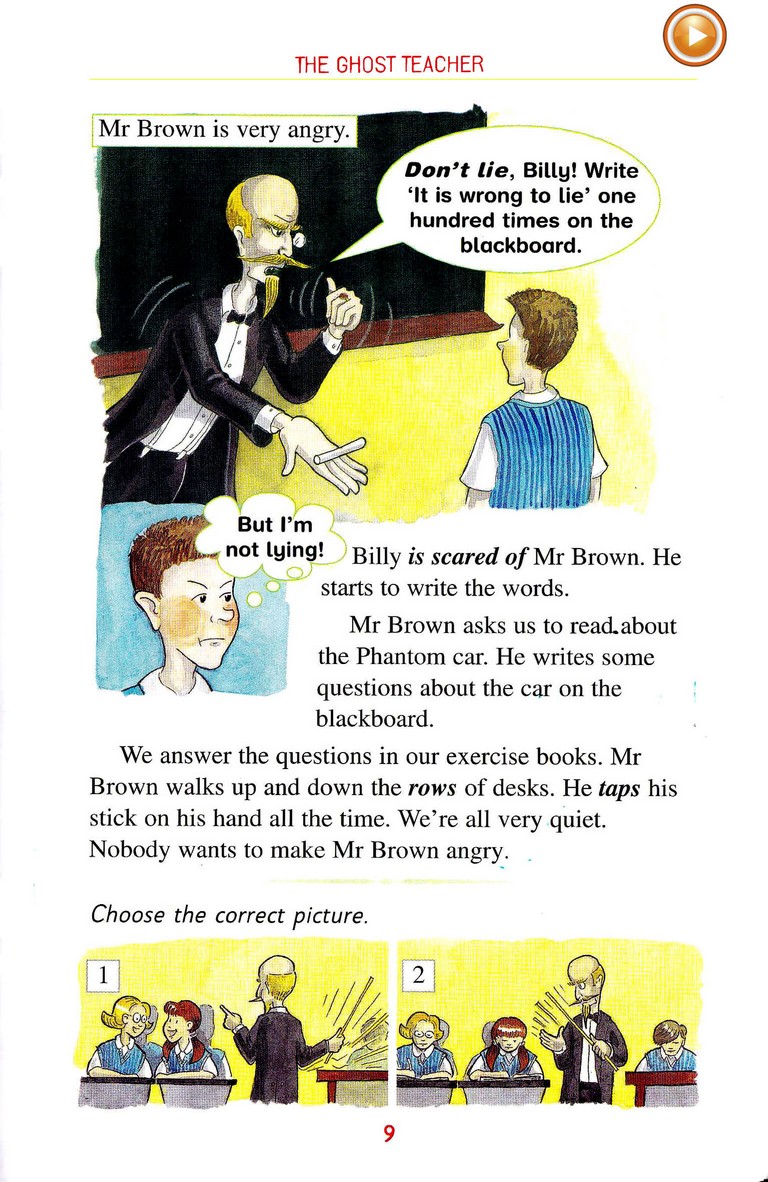 THE GHOST TEACHER
Mr Brown is very angry.
Don't lie, Billy! Write
'It is wrong to lie' one
hundred times on the
blackboard.
But I'm
not lying!
Billy is scared of Mr Brown. He
starts to write the words.
Mr Brown asks us to read about
the Phantom car. He writes some
questions about the car on the
blackboard.
We answer the questions in our exercise books. Mr
Brown walks up and down the rows of desks. He taps his
stick on his hand all the time. We're all very quiet.
Nobody wants to make Mr Brown angry.
Choose the correct picture.
1
2
9